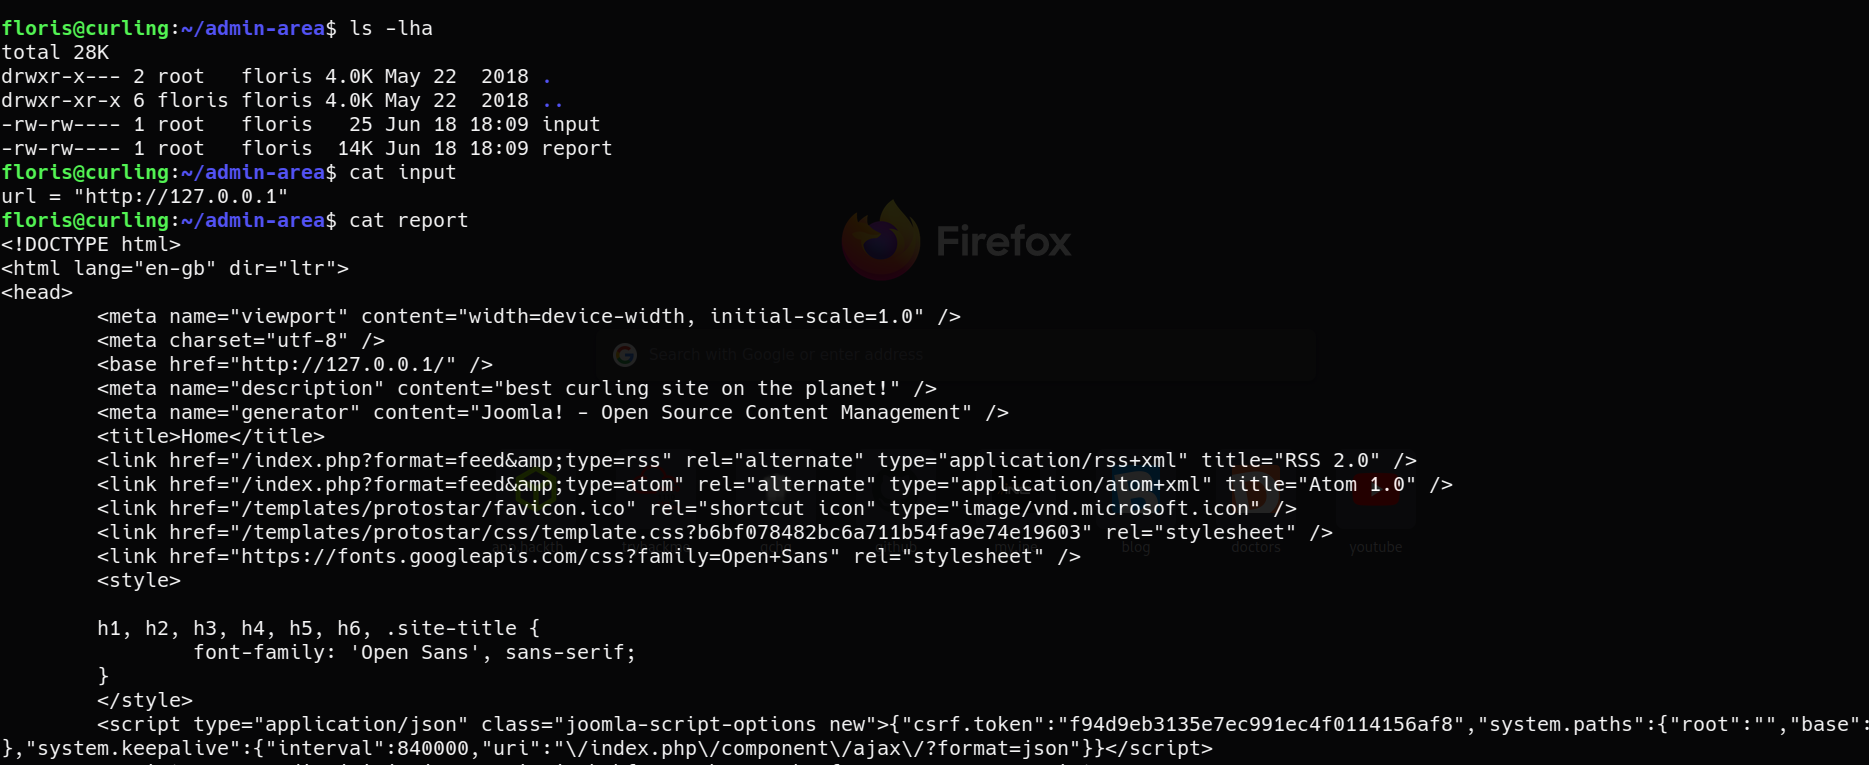 floris@curling:~/admin-area$ ls -lha
total 28K
drwxr-x--- 2 root   floris 4.0K May 22  2018 .
drwxr-xr-x 6 floris floris 4.0K May 22  2018 ..
-rw-rw---- 1 root   floris   25 Jun 18 18:09 input
-rw-rw---- 1 root   floris  14K Jun 18 18:09 report
floris@curling:~/admin-area$ cat input
url = "http://127.0.0.1"
floris@curling:~/admin-area$ cat report
<!DOCTYPE html>
Firefox
<html lang="en-gb" dir="ltr">
<head>
        <meta name="viewport" content="width=device-width, initial-scale=1.0" />
        <meta charset="utf-8" />
Search with Google or enter address
        <base href="http://127.0.0.1/" />
        <meta name="description" content="best curling site on the planet!" />
        <meta name="generator" content="Joomla! - Open Source Content Management" />
        <title>Home</title>
        <link href="/index.php?format=feed&amp;type=rss" rel="alternate" type="application/rss+xml" title="RSS 2.0" />
        <link href="/index.php?format=feed&amp;type=atom" rel="alternate" type="application/atom+xml" title="Atom 1.0" />
        <link href="/templates/protostar/favicon.ico" rel="shortcut icon" type="image/vnd.microsoft.icon" />
        <link href="/templates/protostar/css/template.css?b6bf078482bc6a711b54fa9e74e19603" rel="stylesheet" />
blog doctors youtube
        <link href="https://fonts.googleapis.com/css?family=Open+Sans" rel="stylesheet" />
        <style>
        h1, h2, h3, h4, h5, h6, .site-title {
                font-family: 'Open Sans', sans-serif;
        }
        </style>
        <script type="application/json" class="joomla-script-options new">{"csrf.token":"f94d9eb3135e7ec991ec4f0114156af8","system.paths":{"root":"","base":
},"system.keepalive":{"interval":840000,"uri":"\/index.php\/component\/ajax\/?format=json"}}</script>